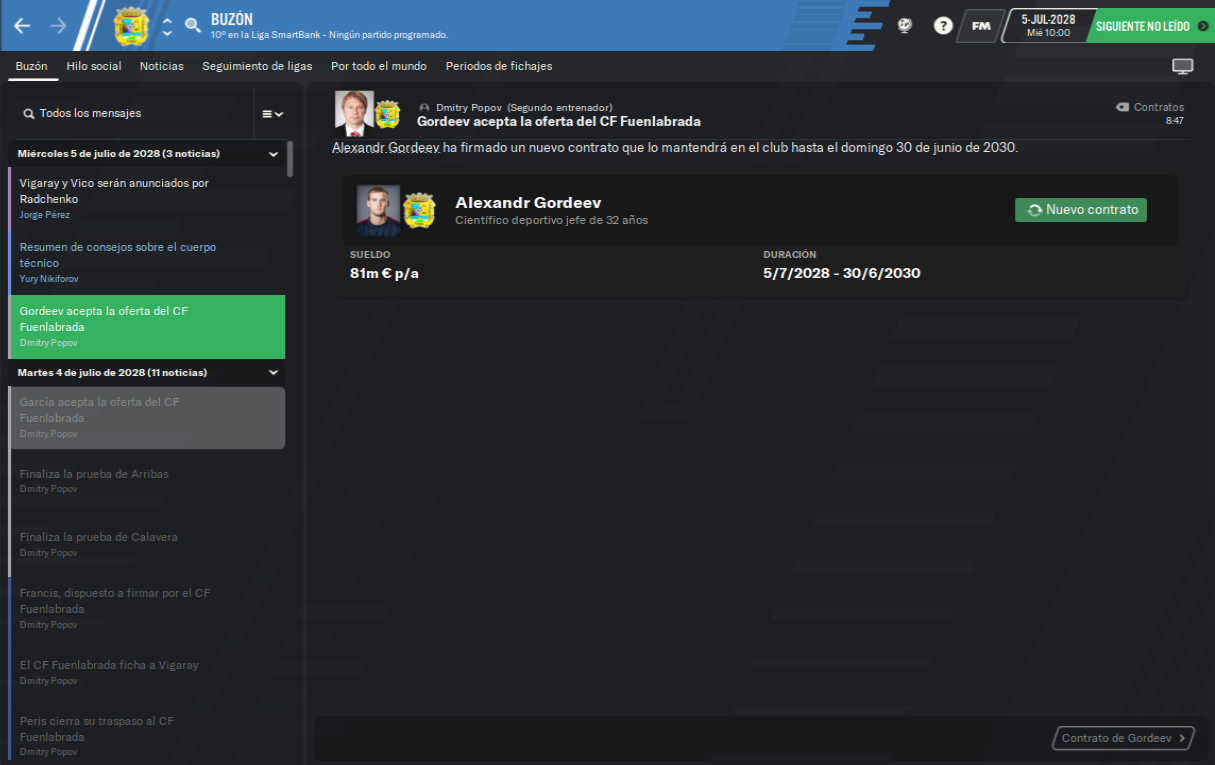 BUZÓN
10º en la Liga SmartBank - Ningún partido programado.
?
FM
5-JUL-2028
Mié 10:00
SIGUIENTE NO LEÍDO
Buzón
Hilo social
Noticias
Seguimiento de ligas
Por todo el mundo
Periodos de fichajes
Todos los mensajes
Miércoles 5 de julio de 2028 (3 noticias)
Vigaray y Vico serán anunciados por
Radchenko
Jorge Pérez
Resumen de consejos sobre el cuerpo
técnico
Yury Nikiforov
Gordeev acepta la oferta del CF
Fuenlabrada
Dmitry Popov
Martes 4 de julio de 2028 (11 noticias)
García acepta la oferta del CF
Fuenlabrada
Dmitry Popov
Finaliza la prueba de Arribas
Dmitry Popov
Finaliza la prueba de Calavera
Dmitry Popov
Francis, dispuesto a firmar por el CF
Fuenlabrada
Dmitry Popov
El CF Fuenlabrada ficha a Vigaray
Dmitry Popov
Peris cierra su traspaso al CF
Fuenlabrada
Dmitry Popov
Dmitry Popov (Segundo entrenador)
Gordeev acepta la oferta del CF Fuenlabrada
Contratos
8:47
Alexandr Gordeev ha firmado un nuevo contrato que lo mantendrá en el club hasta el domingo 30 de junio de 2030.
Alexandr Gordeev
Científico deportivo jefe de 32 años
Nuevo contrato
SUELDO
81m € p/a
DURACIÓN
5/7/2028 - 30/6/2030
Contrato de Gordeev